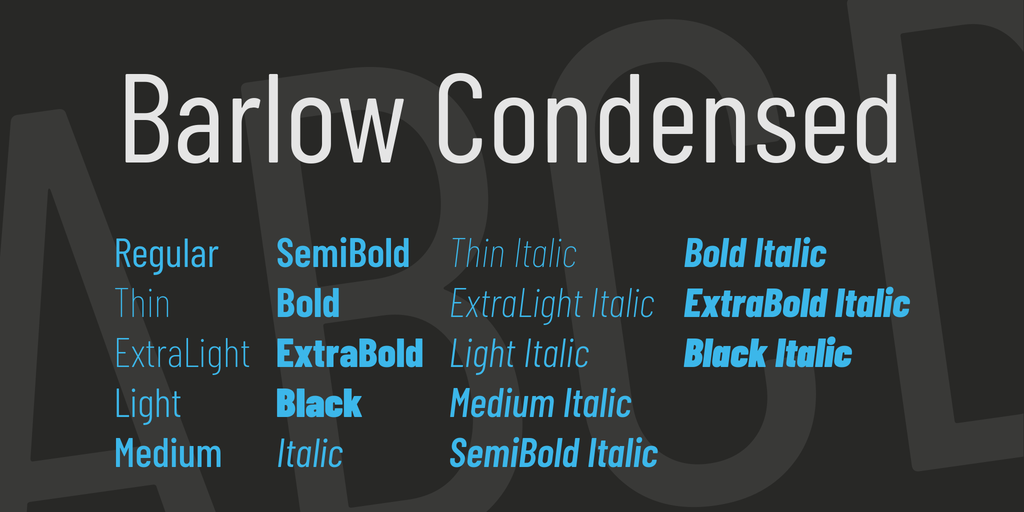 Barlow Condensed
Regular
Thin
ExtraLight
Light
Medium
SemiBold
Bold
ExtraBold
Black
Italic
Thin Italic
ExtraLight Italic
Light Italic
Medium Italic
SemiBold Italic
Bold Italic
ExtraBold Italic
Black Italic
ABCD